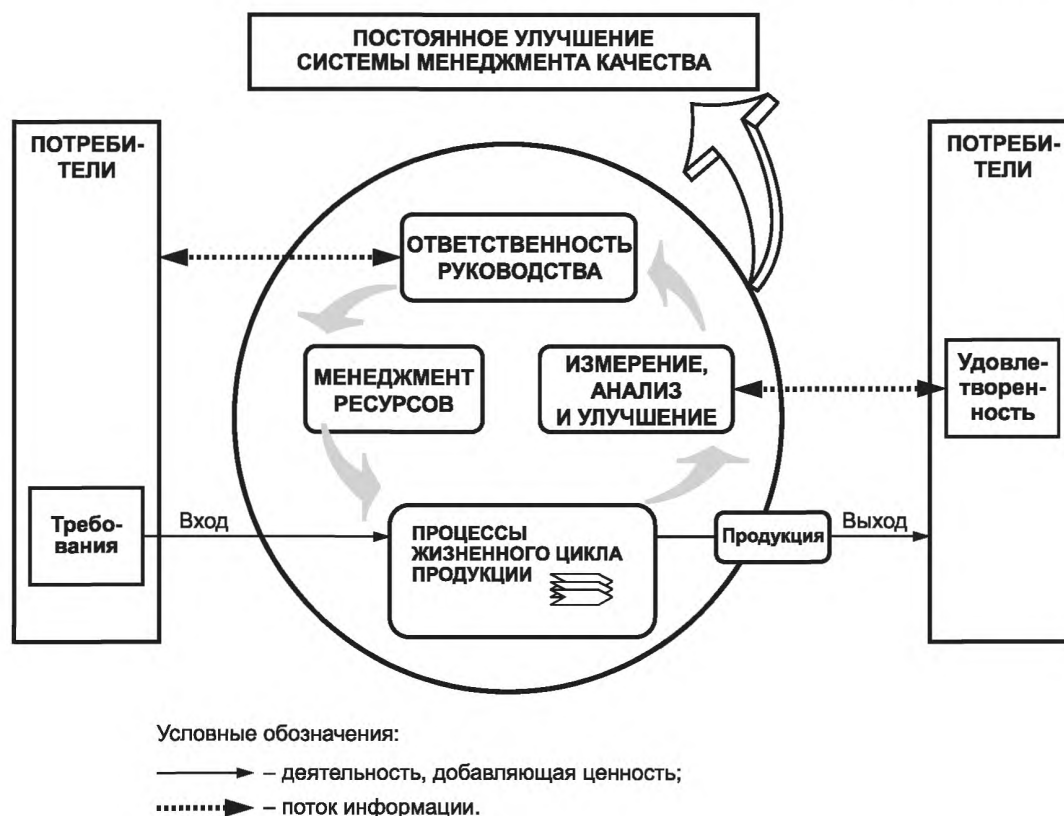 ПОСТОЯННОЕ УЛУЧШЕНИЕ
СИСТЕМЫ МЕНЕДЖМЕНТА КАЧЕСТВА
ПОТРЕБИ-
ТЕЛИ
ПОТРЕБИ-
ТЕЛИ
ОТВЕТСТВЕННОСТЬ
РУКОВОДСТВА
МЕНЕДЖМЕНТ
РЕСУРСОВ
ИЗМЕРЕНИЕ,
АНАЛИЗ
И УЛУЧШЕНИЕ
Удовле-
творен-
ность
Требо-
вания
Вход
ПРОЦЕССЫ
ЖИЗНЕННОГО ЦИКЛА
ПРОДУКЦИИ
Продукция
Выход
Условные обозначения:
– деятельность, добавляющая ценность;
– поток информации.